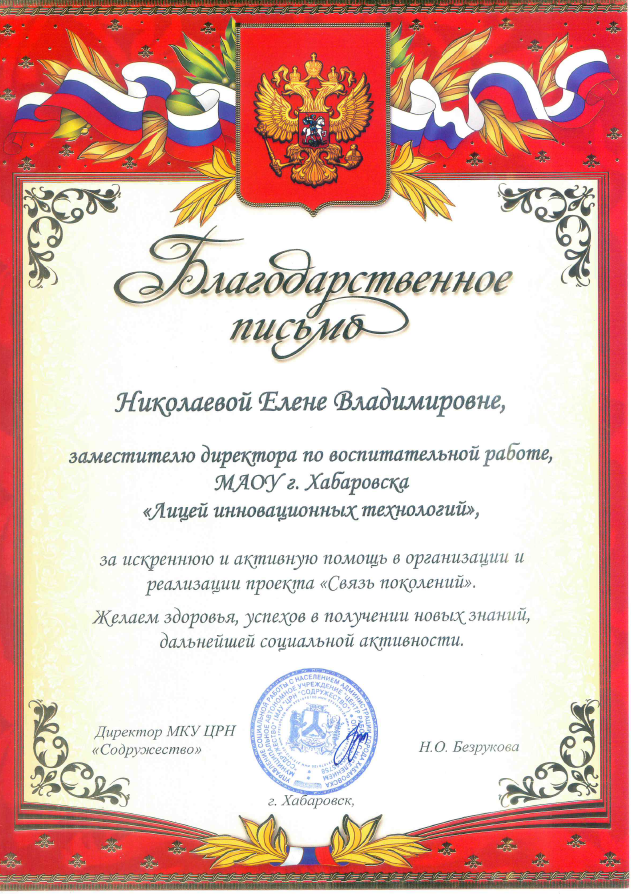 Благодарственное
письмо
Николаевой Елене Владимировне,
заместителю директора по воспитательной работе,
МАОУ г. Хабаровска
«Лицей инновационных технологий»,
за искреннюю и активную помощь в организации и
реализации проекта «Связь поколений».
Желаем здоровья, успехов в получении новых знаний,
дальнейшей социальной активности.
Директор МКУ ЦРН
«Содружество»
Н.О. Безрукова
г. Хабаровск,